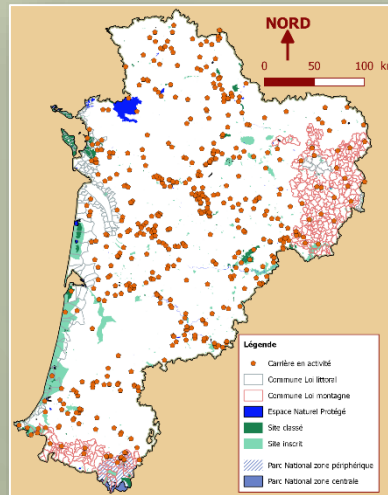 NORD
0 50 100 km
Légende
Carrière en activité
Commune Loi littoral
Commune Loi montagne
Espace Naturel Protégé
Site classé
Site inscrit
Parc National zone périphérique
Parc National zone centrale